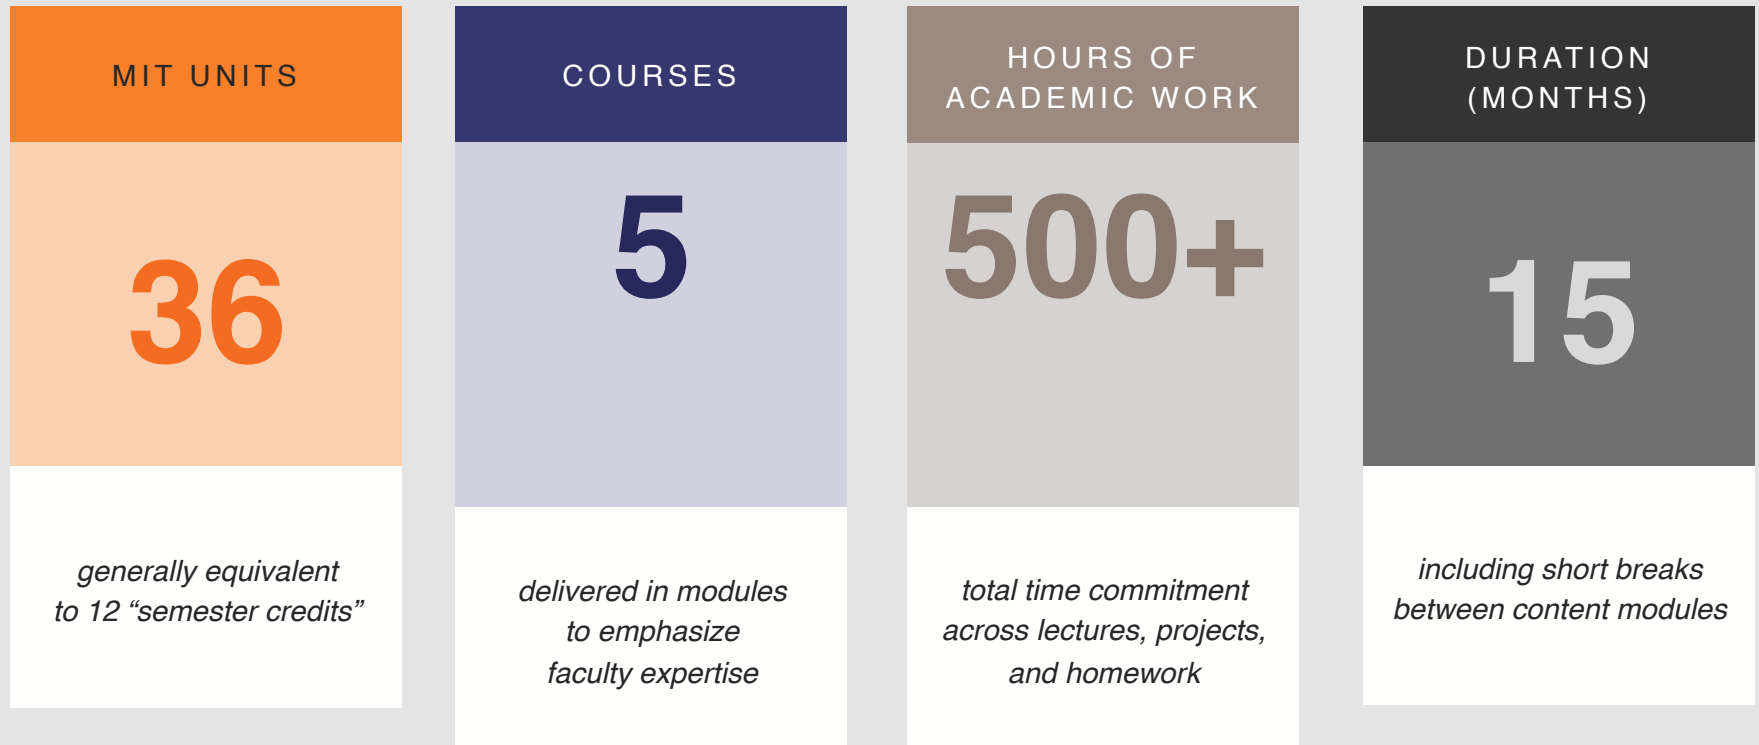 MIT UNITS
36
generally equivalent
to 12 “semester credits”
COURSES
5
delivered in modules
to emphasize
faculty expertise
HOURS OF
ACADEMIC WORK
500+
total time commitment
across lectures, projects,
and homework
DURATION
(MONTHS)
15
including short breaks
between content modules